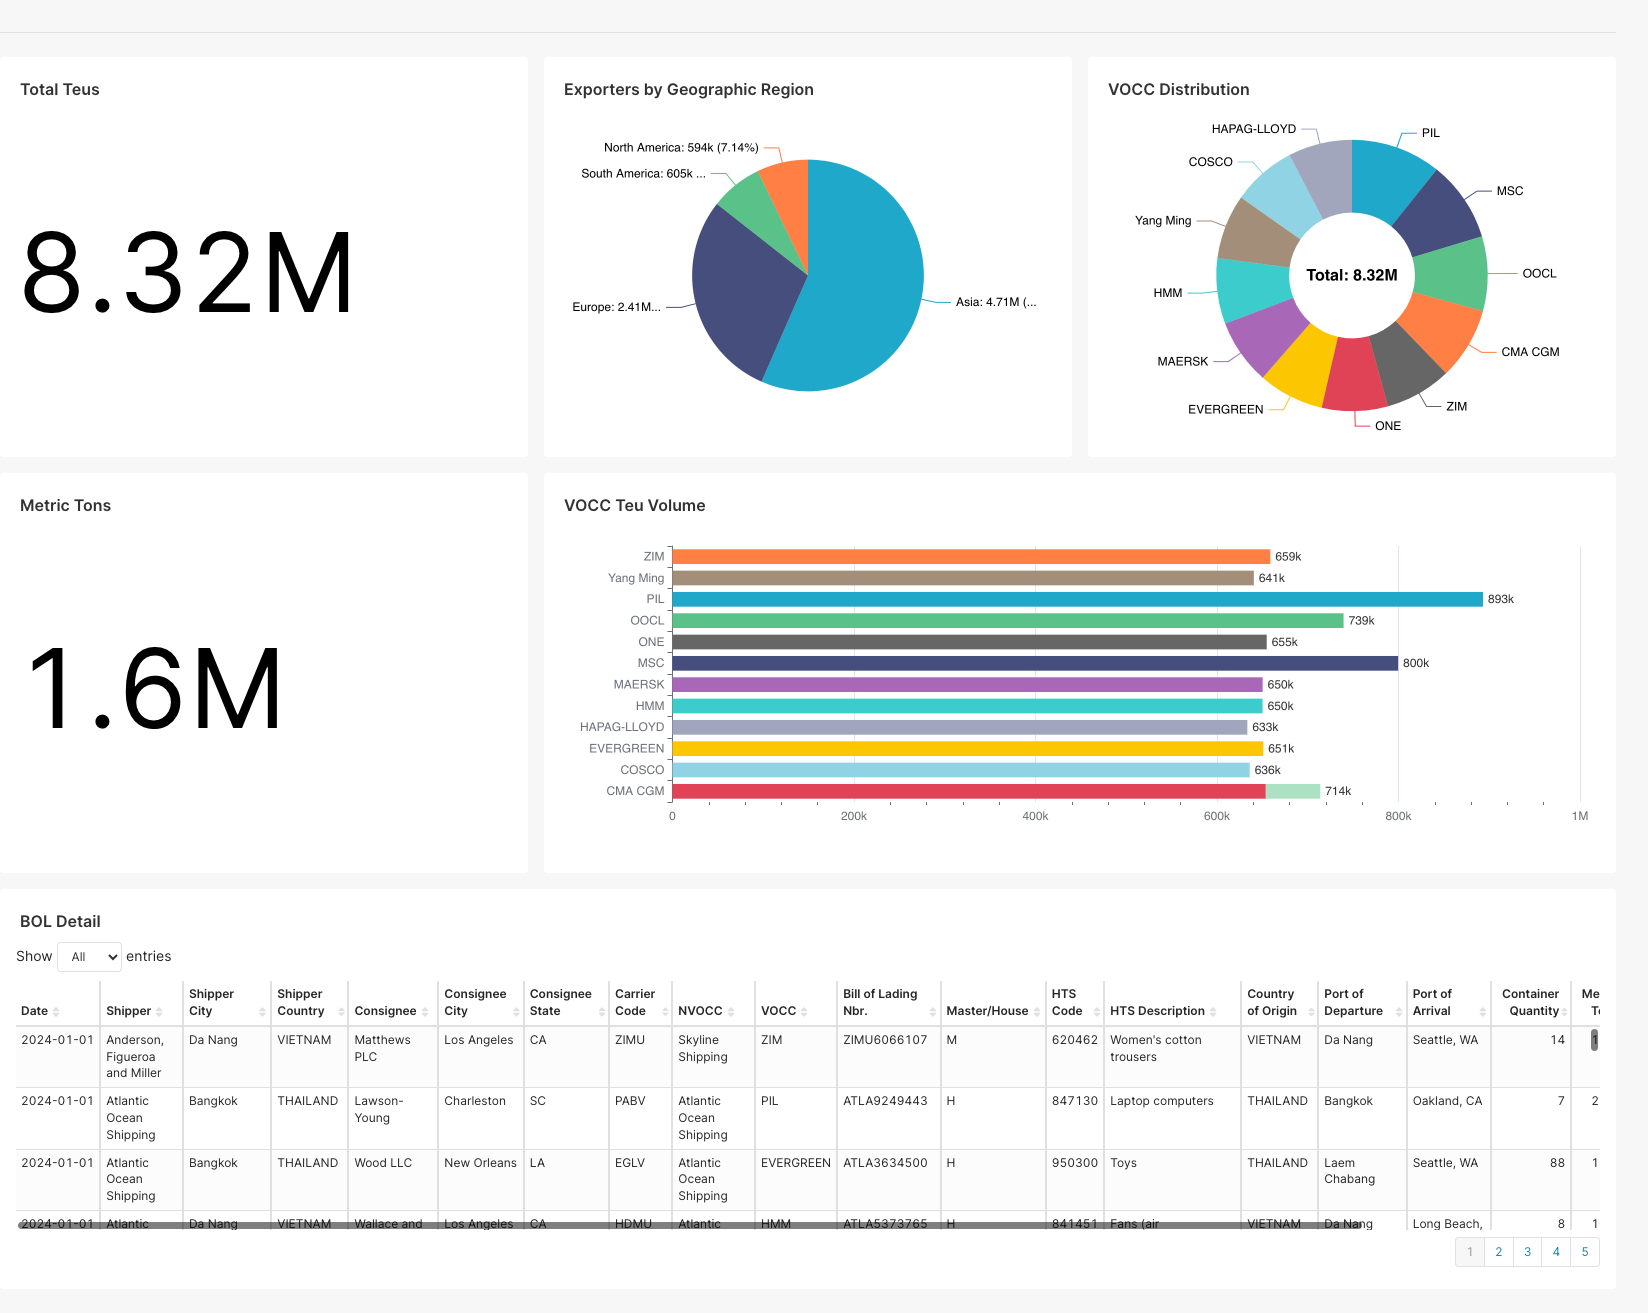 Total Teus
8.32M
Exporters by Geographic Region
North America: 594k (7.14%)
South America: 605k ...
Europe: 2.41M...
Asia: 4.71M (...
VOCC Distribution
HAPAG-LLOYD
PIL
COSCO
MSC
Yang Ming
OOCL
Total: 8.32M
HMM
CMA CGM
MAERSK
EVERGREEN
ZIM
ONE
Metric Tons
1.6M
VOCC Teu Volume
ZIM 659k
Yang Ming 641k
PIL 893k
OOCL 739k
ONE 655k
MSC 800k
MAERSK 650k
HMM 650k
HAPAG-LLOYD 633k
EVERGREEN 651k
COSCO 636k
CMA CGM 714k
0 200k 400k 600k 800k 1M
BOL Detail
Show All entries
Shipper Shipper Consignee Consignee Carrier Bill of Lading HTS Country Port of Port of Container Me
Date Shipper City Country Consignee City State Code NVOCC VOCC Nbr. Master/House Code HTS Description of Origin Departure Arrival Quantity
2024-01-01 Anderson, Da Nang VIETNAM Matthews Los Angeles CA ZIMU Skyline ZIM ZIMU6066107 M 620462 Women's cotton VIETNAM Da Nang Seattle, WA 14 1
Figueroa PLC Shipping trousers
and Miller
2024-01-01 Atlantic Bangkok THAILAND Lawson- Charleston SC PABV Atlantic PIL ATLA9249443 H 847130 Laptop computers THAILAND Bangkok Oakland, CA 7 2
Ocean Young Ocean
Shipping Shipping
2024-01-01 Atlantic Bangkok THAILAND Wood LLC New Orleans LA EGLV Atlantic EVERGREEN ATLA3634500 H 950300 Toys THAILAND Laem Seattle, WA 88 1
Ocean Ocean Chabang
Shipping Shipping
2024-01-01 Atlantic Da Nang VIETNAM Wallace and Los Angeles CA HDMU Atlantic HMM ATLA5373765 H 841451 Fans (air VIETNAM Da Nang Long Beach, 8 1
1 2 3 4 5